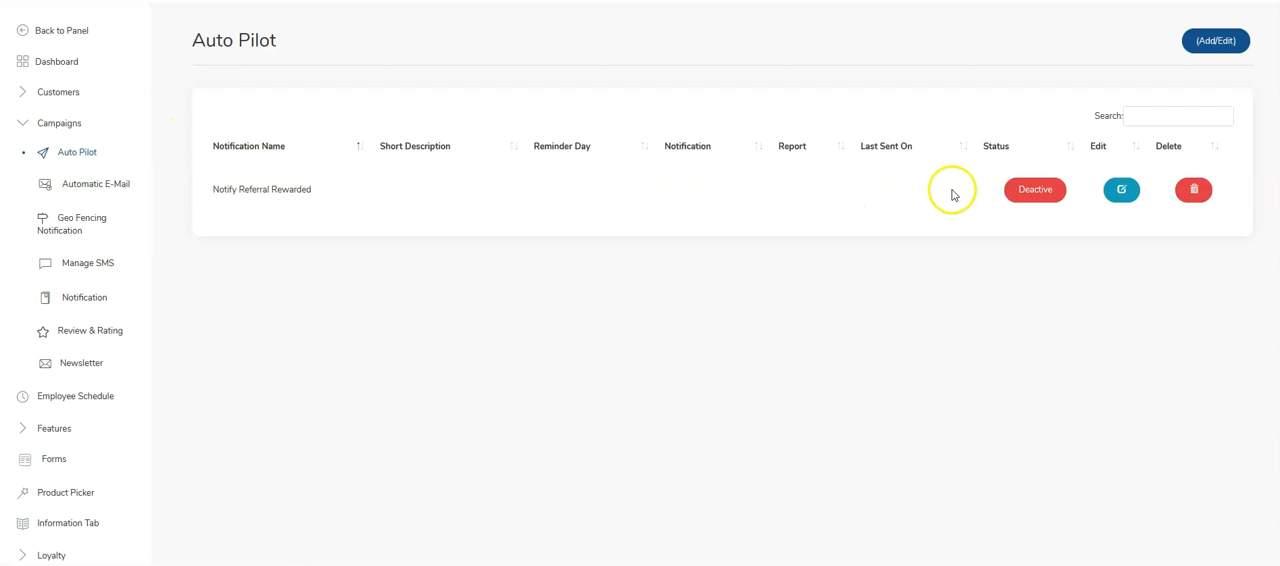 Back to Panel
Dashboard
Customers
Campaigns
Auto Pilot
Automatic E-Mail
Geo Fencing
Notification
Manage SMS
Notification
Review & Rating
Newsletter
Employee Schedule
Features
Forms
Product Picker
Information Tab
Loyalty
Auto Pilot
(Add/Edit)
Search:
Notification Name Short Description Reminder Day Notification Report Last Sent On Status Edit Delete
Notify Referral Rewarded Deactive